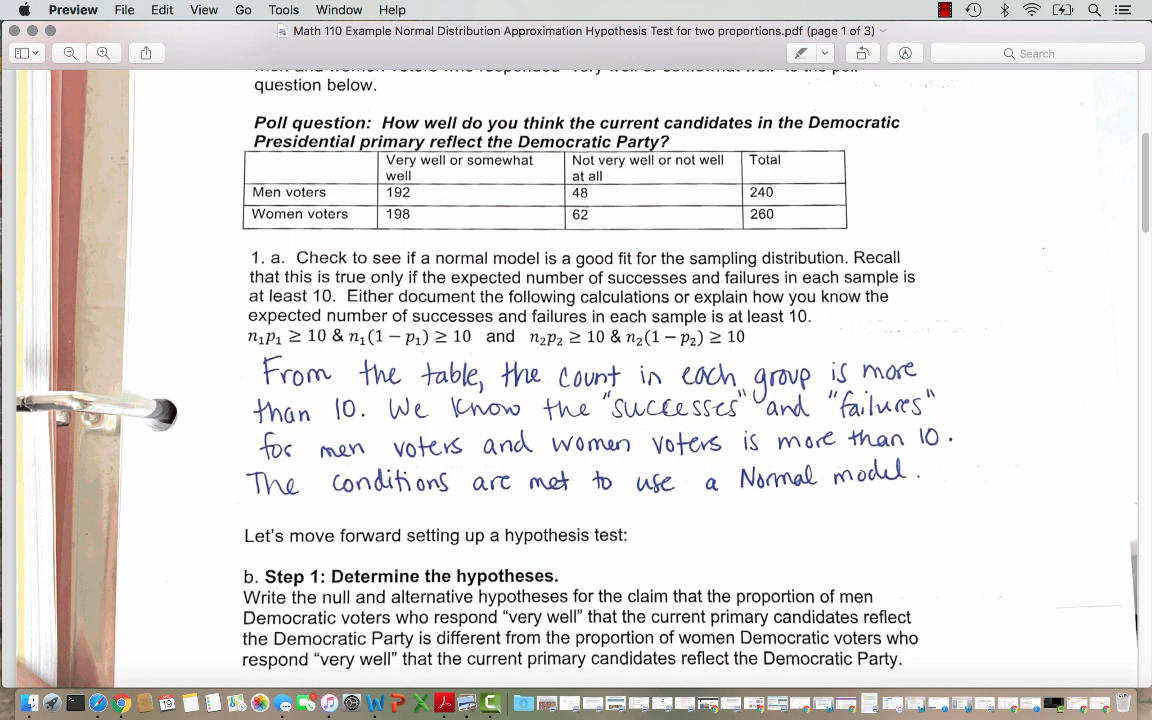 Preview File Edit View Go Tools Window Help
Math 110 Example Normal Distribution Approximation Hypothesis Test for two proportions.pdf (page 1 of 3)
Search
question below.
Poll question: How well do you think the current candidates in the Democratic
Presidential primary reflect the Democratic Party?
Very well or somewhat well Not very well or not well at all Total
Men voters 192 48 240
Women voters 198 62 260
1. a. Check to see if a normal model is a good fit for the sampling distribution. Recall
that this is true only if the expected number of successes and failures in each sample is
at least 10. Either document the following calculations or explain how you know the
expected number of successes and failures in each sample is at least 10.
n₁p₁ ≥ 10 & n₁(1 − p₁) ≥ 10 and n₂p₂ ≥ 10 & n₂(1 − p₂) ≥ 10
From the table, the count in each group is more
than 10. We know the "successes" and "failures"
for men voters and women voters is more than 10.
The conditions are met to use a Normal model.
Let's move forward setting up a hypothesis test:
b. Step 1: Determine the hypotheses.
Write the null and alternative hypotheses for the claim that the proportion of men
Democratic voters who respond "very well" that the current primary candidates reflect
the Democratic Party is different from the proportion of women Democratic voters who
respond "very well" that the current primary candidates reflect the Democratic Party.